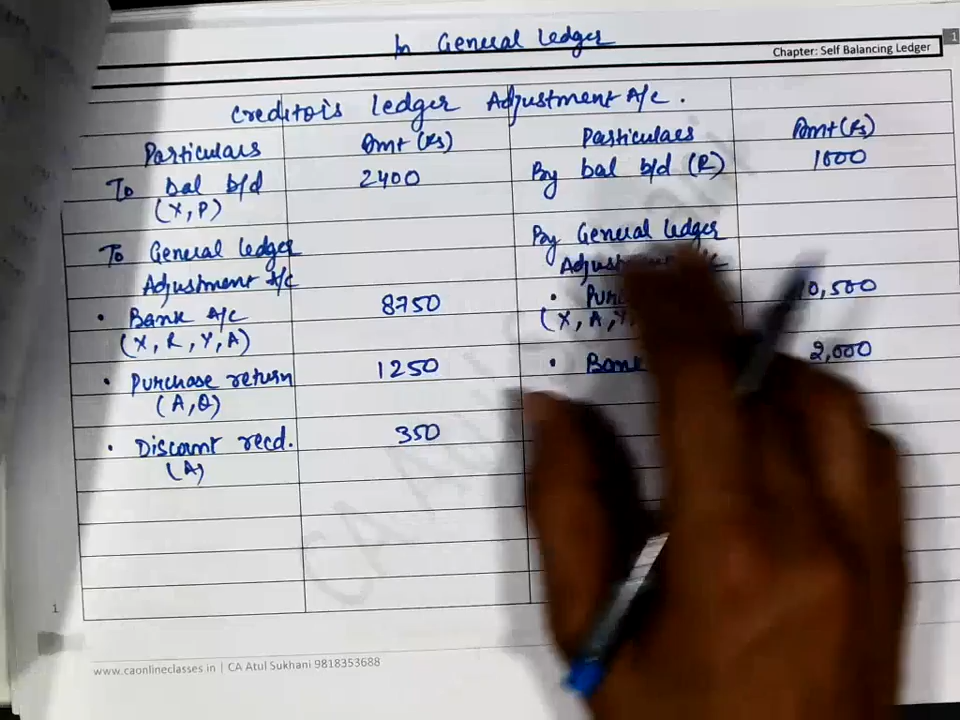 In General Ledger
Chapter: Self Balancing Ledger
1
Creditors ledger Adjustment A/c.
Particulars Amt (Rs) Particulars Amt (Rs)
To bal b/d 2400 By bal b/d (R) 1000
(X, P)
To General ledger By General ledger
Adjustment A/c
Bank A/c 8750 10,500
(X, R, Y, A) (X, A, Y,
Purchase return 1250 2,000
(A, Q)
Discount recd. 350
(A)
1
www.caonlineclasses.in | CA Atul Sukhani 9818353688